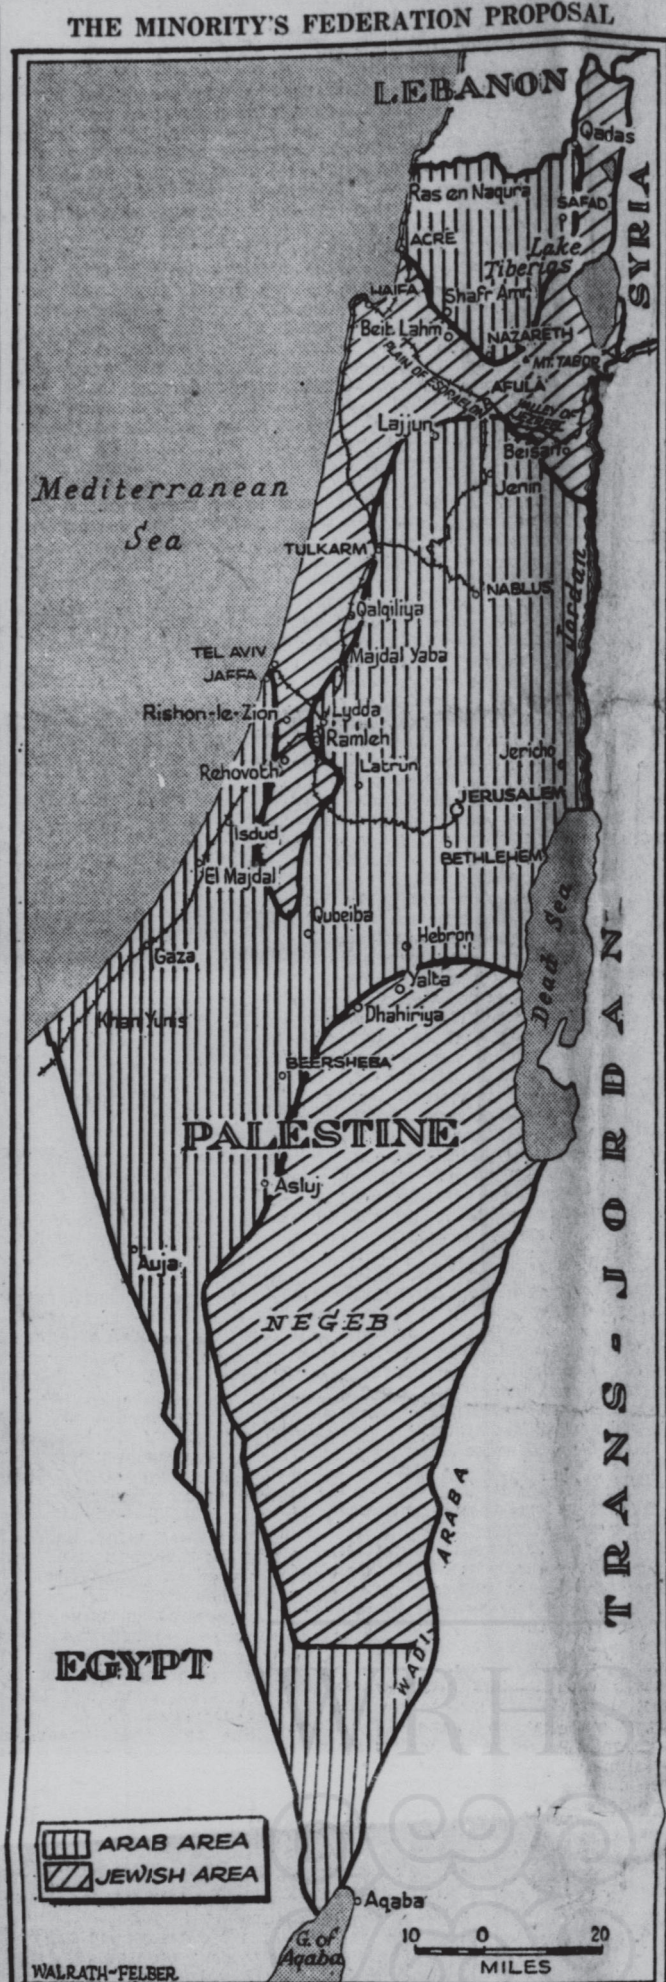 THE MINORITY'S FEDERATION PROPOSAL
LEBANON
Qadas
Ras en Naqura
SAFAD
SYRIA
ACRE
Lake
Tiberias
HAIFA
Shafr Amr
Beit Lahm
NAZARETH
MT. TABOR
PLAIN OF ESDRAELON
AFULA
VALLEY OF
JEZREEL
Lajjun
Beisan
Jenin
Mediterranean
Sea
TULKARM
NABLUS
Jordan
Qalqiliya
TEL AVIV
Majdal Yaba
JAFFA
Rishon-le-Zion
Lydda
Ramleh
Jericho
Rehovoth
Latrun
JERUSALEM
Isdud
BETHLEHEM
El Majdal
Qubeiba
Hebron
Dead Sea
Gaza
Yalta
Dhahiriya
Khan Yunis
BEERSHEBA
PALESTINE
TRANS-JORDAN
Asluj
Auja
NEGEB
WADI ARABA
EGYPT
ARAB AREA
JEWISH AREA
Aqaba
G. of
Aqaba
10 0 20
MILES
WALRATH-FELBER
RHS